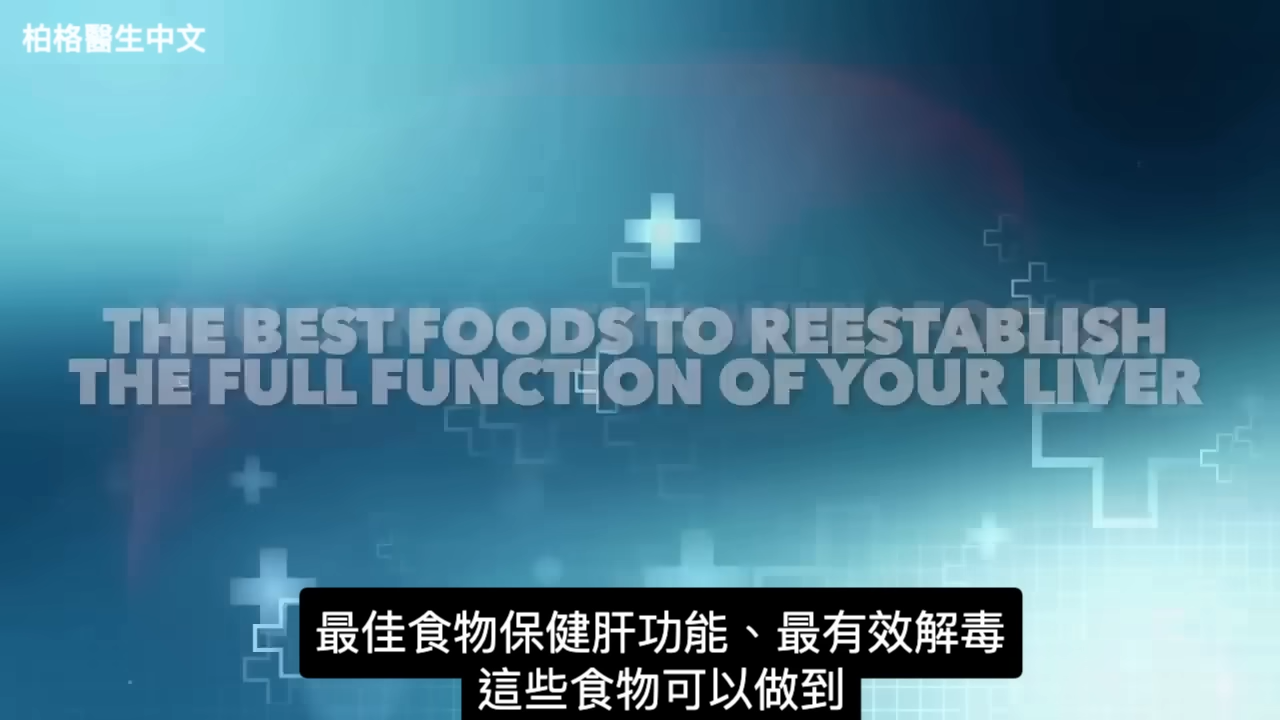 柏格醫生中文
THE BEST FOODS TO REESTABLISH
THE FULL FUNCTION OF YOUR LIVER
最佳食物保健肝功能、最有效解毒
這些食物可以做到